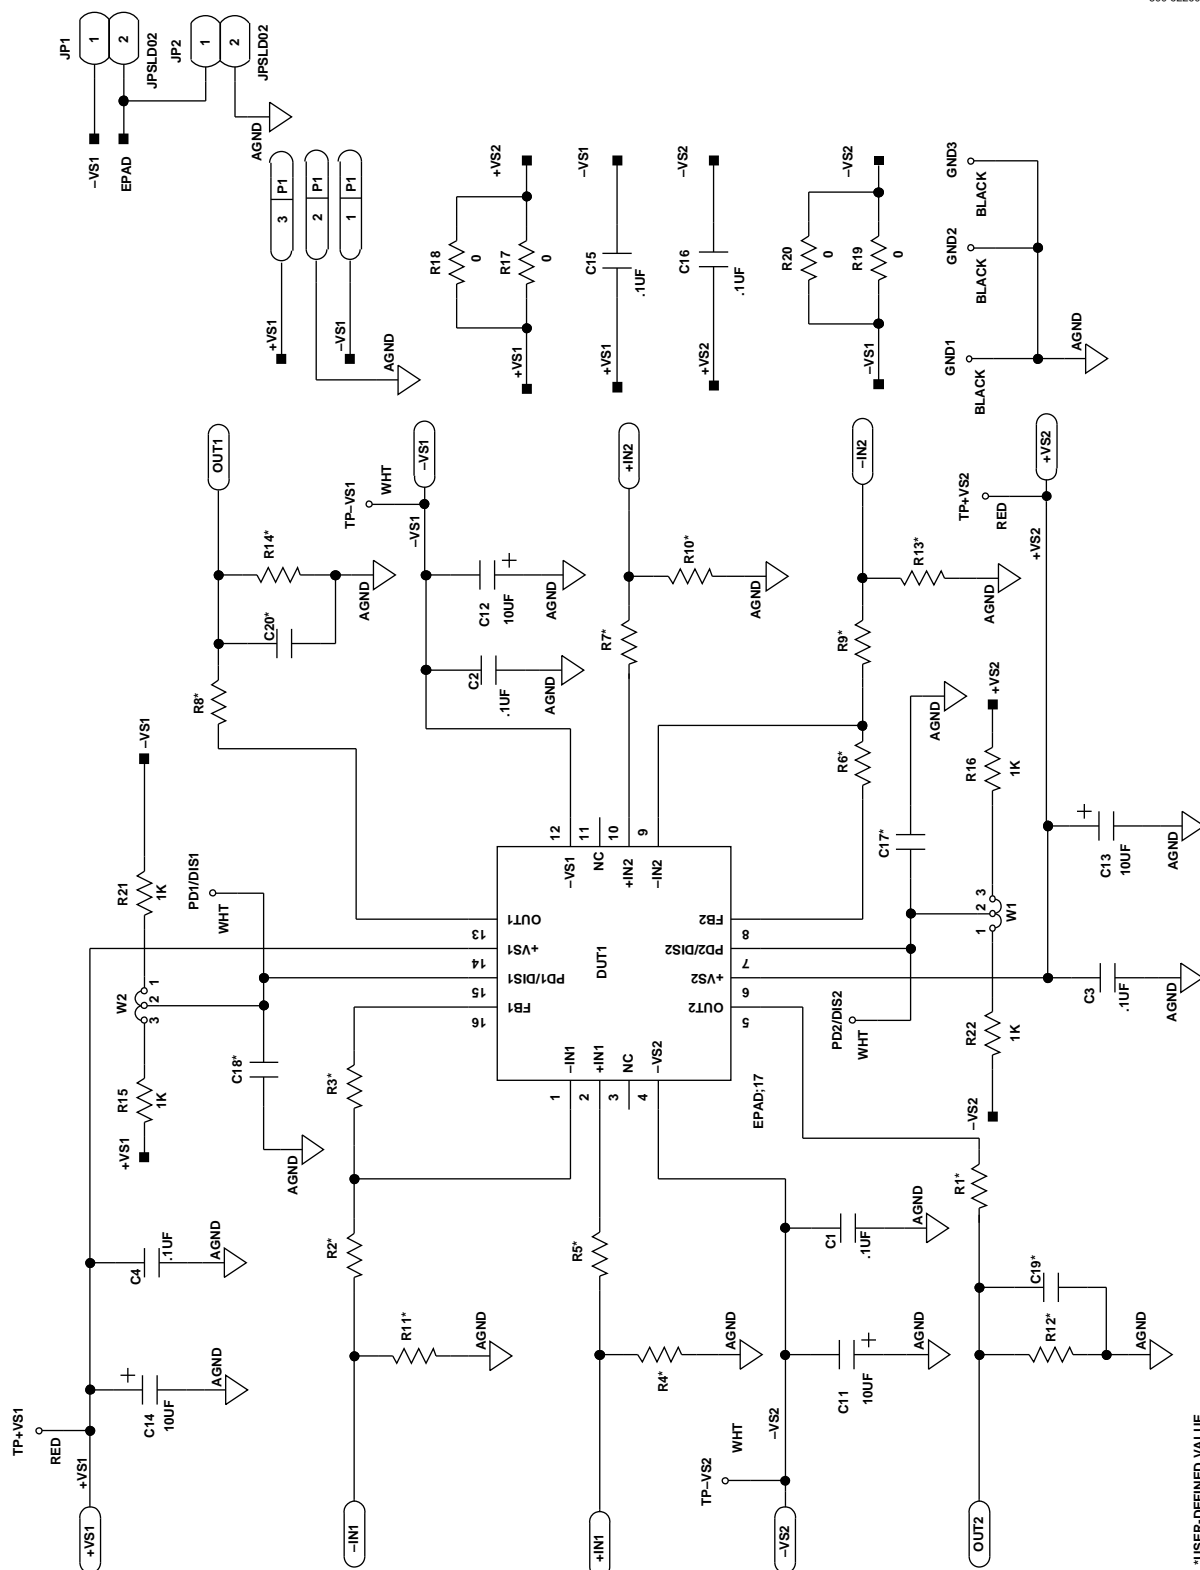 JP1
1
2
JPSLD02
JP2
1
2
JPSLD02
–VS1
EPAD
AGND
3 P1
2 P1
1 P1
+VS1
–VS1
AGND
+VS2
R18
0
R17
0
+VS1
–VS1
C15
.1UF
+VS1
–VS2
C16
.1UF
+VS2
–VS2
R20
0
R19
0
–VS1
GND3
BLACK
GND2
BLACK
GND1
BLACK
AGND
OUT1
R14*
C20*
AGND
R8*
–VS1
WHT
TP–VS1
–VS1
C12
10UF
AGND
C2
.1UF
AGND
+IN2
R10*
AGND
R7*
–IN2
R13*
AGND
R9*
R6*
+VS2
TP+VS2
RED
+VS2
–VS1
R21
1K
W2
1
2
3
R15
1K
+VS1
PD1/DIS1
WHT
C18*
AGND
12
11
10
9
–VS1
NC
+IN2
–IN2
OUT1
13
+VS1
14
PD1/DIS1
15
FB1
16
DUT1
FB2
8
PD2/DIS2
7
+VS2
6
OUT2
5
–IN1
+IN1
NC
–VS2
1
2
3
4
EPAD;17
C17*
AGND
+VS2
R16
1K
3
2
1
W1
R22
1K
–VS2
PD2/DIS2
WHT
C13
10UF
AGND
C3
.1UF
AGND
R3*
R2*
R11*
AGND
–IN1
R5*
R4*
AGND
+IN1
C4
.1UF
AGND
C14
10UF
AGND
TP+VS1
RED
+VS1
+VS1
C1
.1UF
AGND
C11
10UF
AGND
–VS2
WHT
TP–VS2
–VS2
R1*
C19*
R12*
AGND
OUT2
*USER-DEFINED VALUE